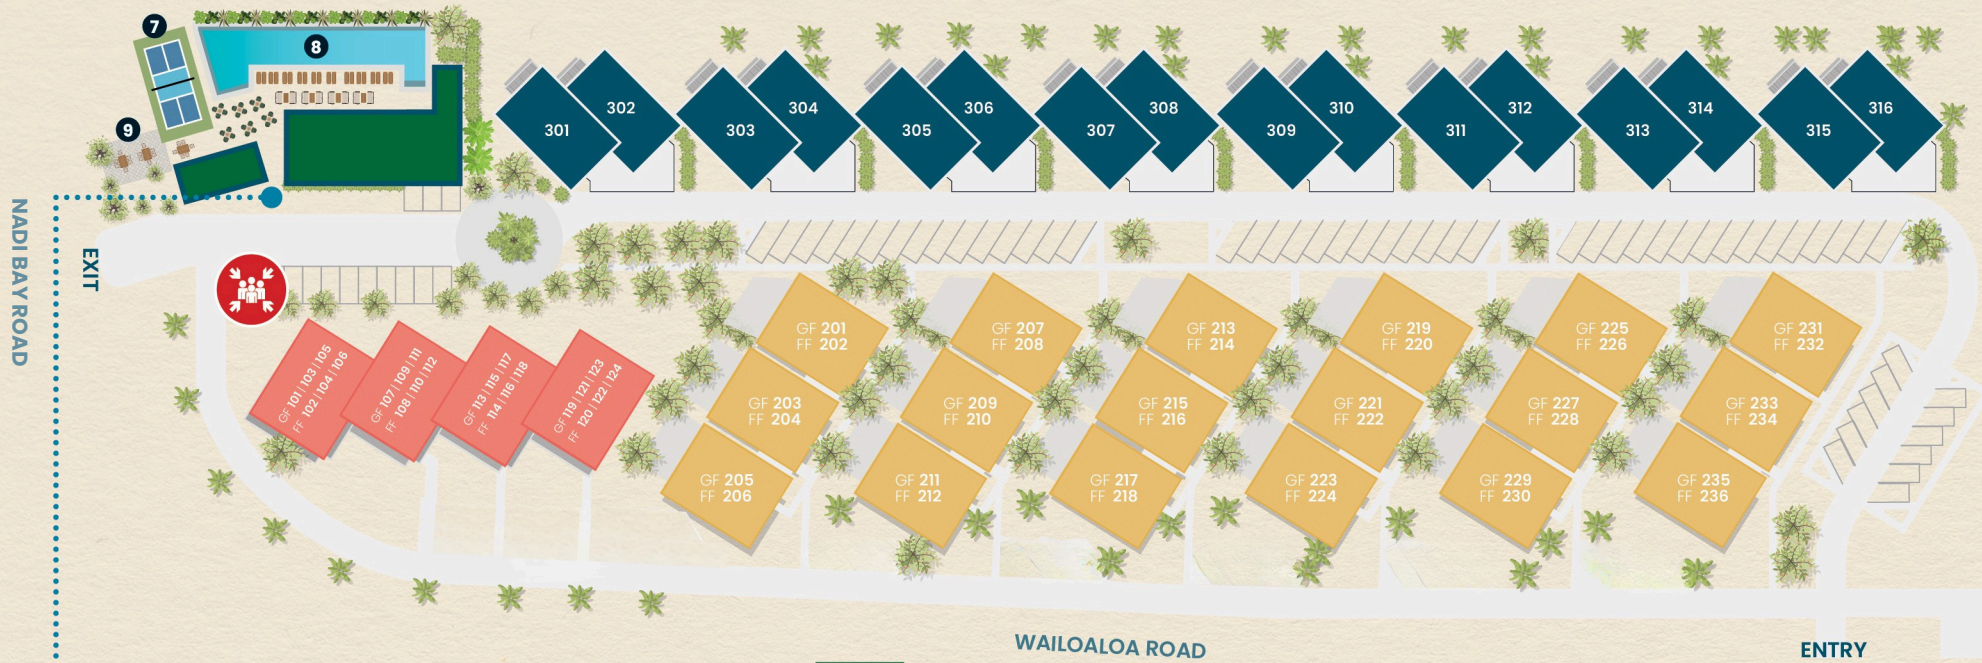 7
8
9
301
302
303
304
305
306
307
308
309
310
311
312
313
314
315
316
NADI BAY ROAD
EXIT
GF 101 | 103 | 105
FF 102 | 104 | 106
GF 107 | 109 | 111
FF 108 | 110 | 112
GF 113 | 115 | 117
FF 114 | 116 | 118
GF 119 | 121 | 123
FF 120 | 122 | 124
GF 201
FF 202
GF 207
FF 208
GF 213
FF 214
GF 219
FF 220
GF 225
FF 226
GF 231
FF 232
GF 203
FF 204
GF 209
FF 210
GF 215
FF 216
GF 221
FF 222
GF 227
FF 228
GF 233
FF 234
GF 205
FF 206
GF 211
FF 212
GF 217
FF 218
GF 223
FF 224
GF 229
FF 230
GF 235
FF 236
WAILOALOA ROAD
ENTRY